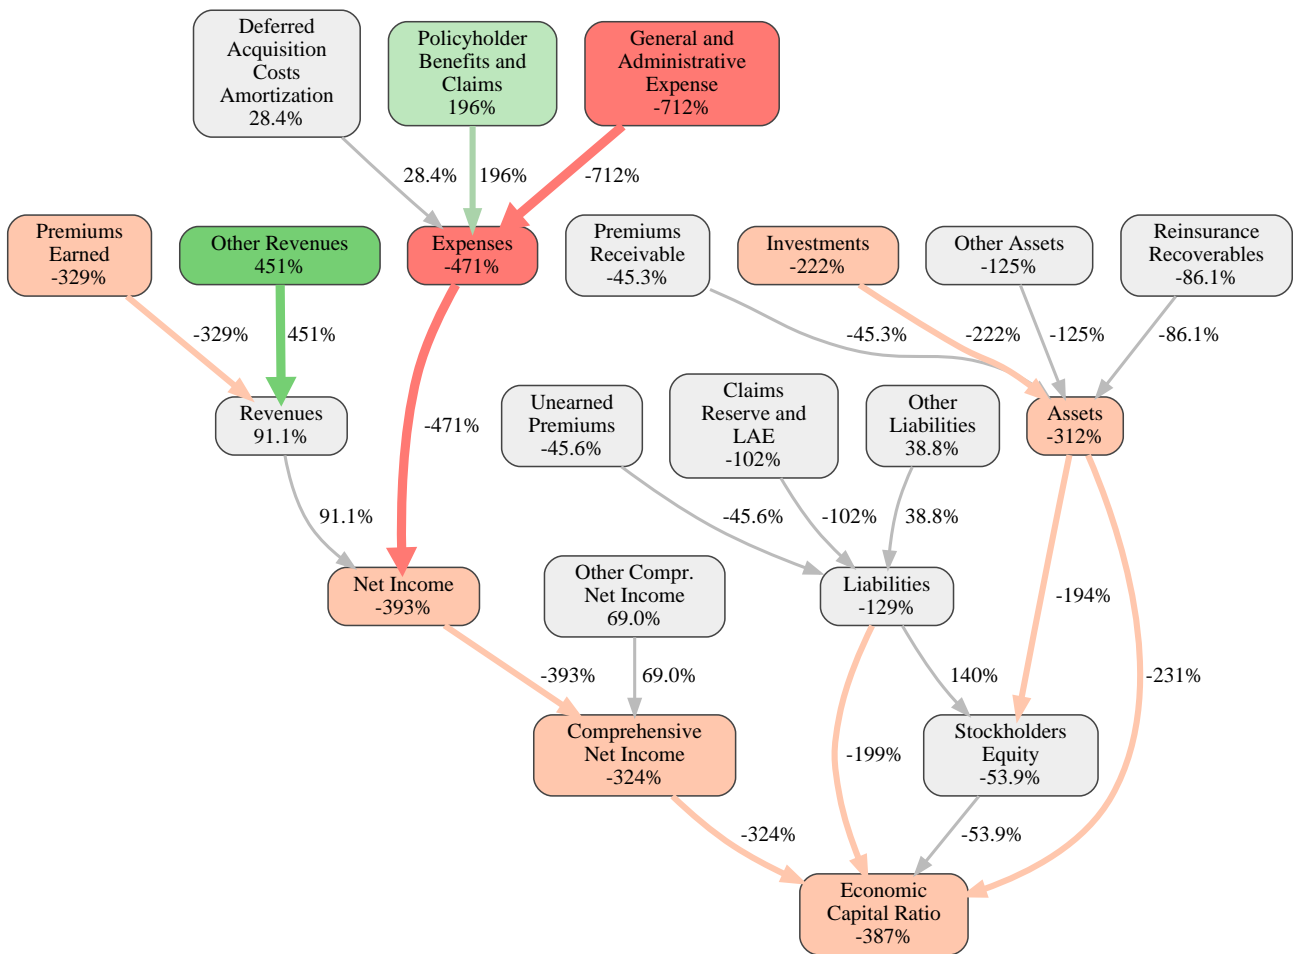 Deferred
Acquisition
Costs
Amortization
28.4%
Policyholder
Benefits and
Claims
196%
General and
Administrative
Expense
-712%
28.4%
196%
-712%
Premiums
Earned
-329%
Other Revenues
451%
Expenses
-471%
Premiums
Receivable
-45.3%
Investments
-222%
Other Assets
-125%
Reinsurance
Recoverables
-86.1%
-329%
451%
-45.3%
-222%
-125%
-86.1%
Revenues
91.1%
-471%
Unearned
Premiums
-45.6%
Claims
Reserve and
LAE
-102%
Other
Liabilities
38.8%
Assets
-312%
91.1%
-45.6%
-102%
38.8%
Net Income
-393%
Other Compr.
Net Income
69.0%
Liabilities
-129%
-194%
-393%
69.0%
140%
-231%
Comprehensive
Net Income
-324%
-199%
Stockholders
Equity
-53.9%
-324%
-53.9%
Economic
Capital Ratio
-387%